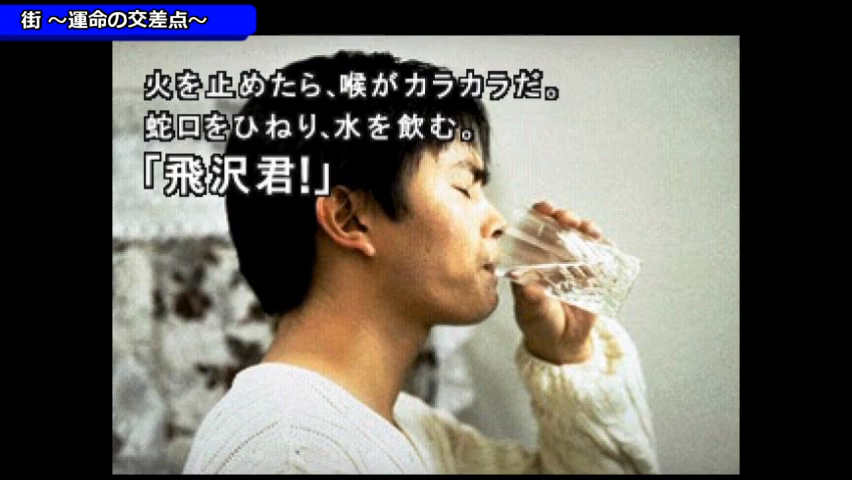 街 ～運命の交差点～
火を止めたら、喉がカラカラだ。
蛇口をひねり、水を飲む。
「飛沢君!」